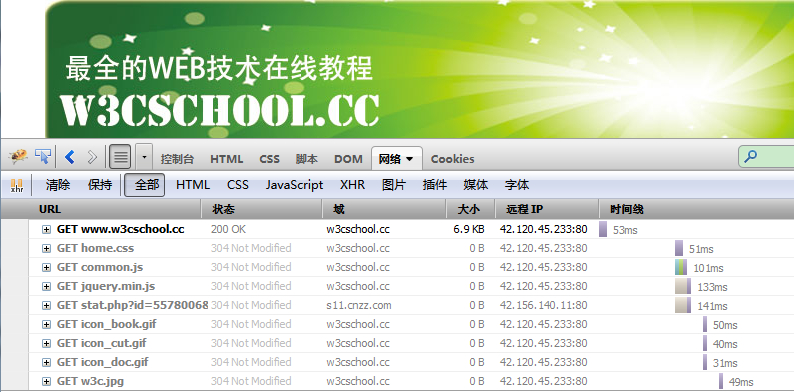 最全的WEB技术在线教程
W3CSCHOOL.CC
控制台 HTML CSS 脚本 DOM 网络 Cookies
xhr 清除 保持 全部 HTML CSS JavaScript XHR 图片 插件 媒体 字体
URL 状态 域 大小 远程 IP 时间线
GET www.w3cschool.cc 200 OK w3cschool.cc 6.9 KB 42.120.45.233:80 53ms
GET home.css 304 Not Modified w3cschool.cc 0 B 42.120.45.233:80 51ms
GET common.js 304 Not Modified w3cschool.cc 0 B 42.120.45.233:80 101ms
GET jquery.min.js 304 Not Modified w3cschool.cc 0 B 42.120.45.233:80 133ms
GET stat.php?id=5578006& 304 Not Modified s11.cnzz.com 0 B 42.156.140.11:80 141ms
GET icon_book.gif 304 Not Modified w3cschool.cc 0 B 42.120.45.233:80 50ms
GET icon_cut.gif 304 Not Modified w3cschool.cc 0 B 42.120.45.233:80 40ms
GET icon_doc.gif 304 Not Modified w3cschool.cc 0 B 42.120.45.233:80 31ms
GET w3c.jpg 304 Not Modified w3cschool.cc 0 B 42.120.45.233:80 49ms